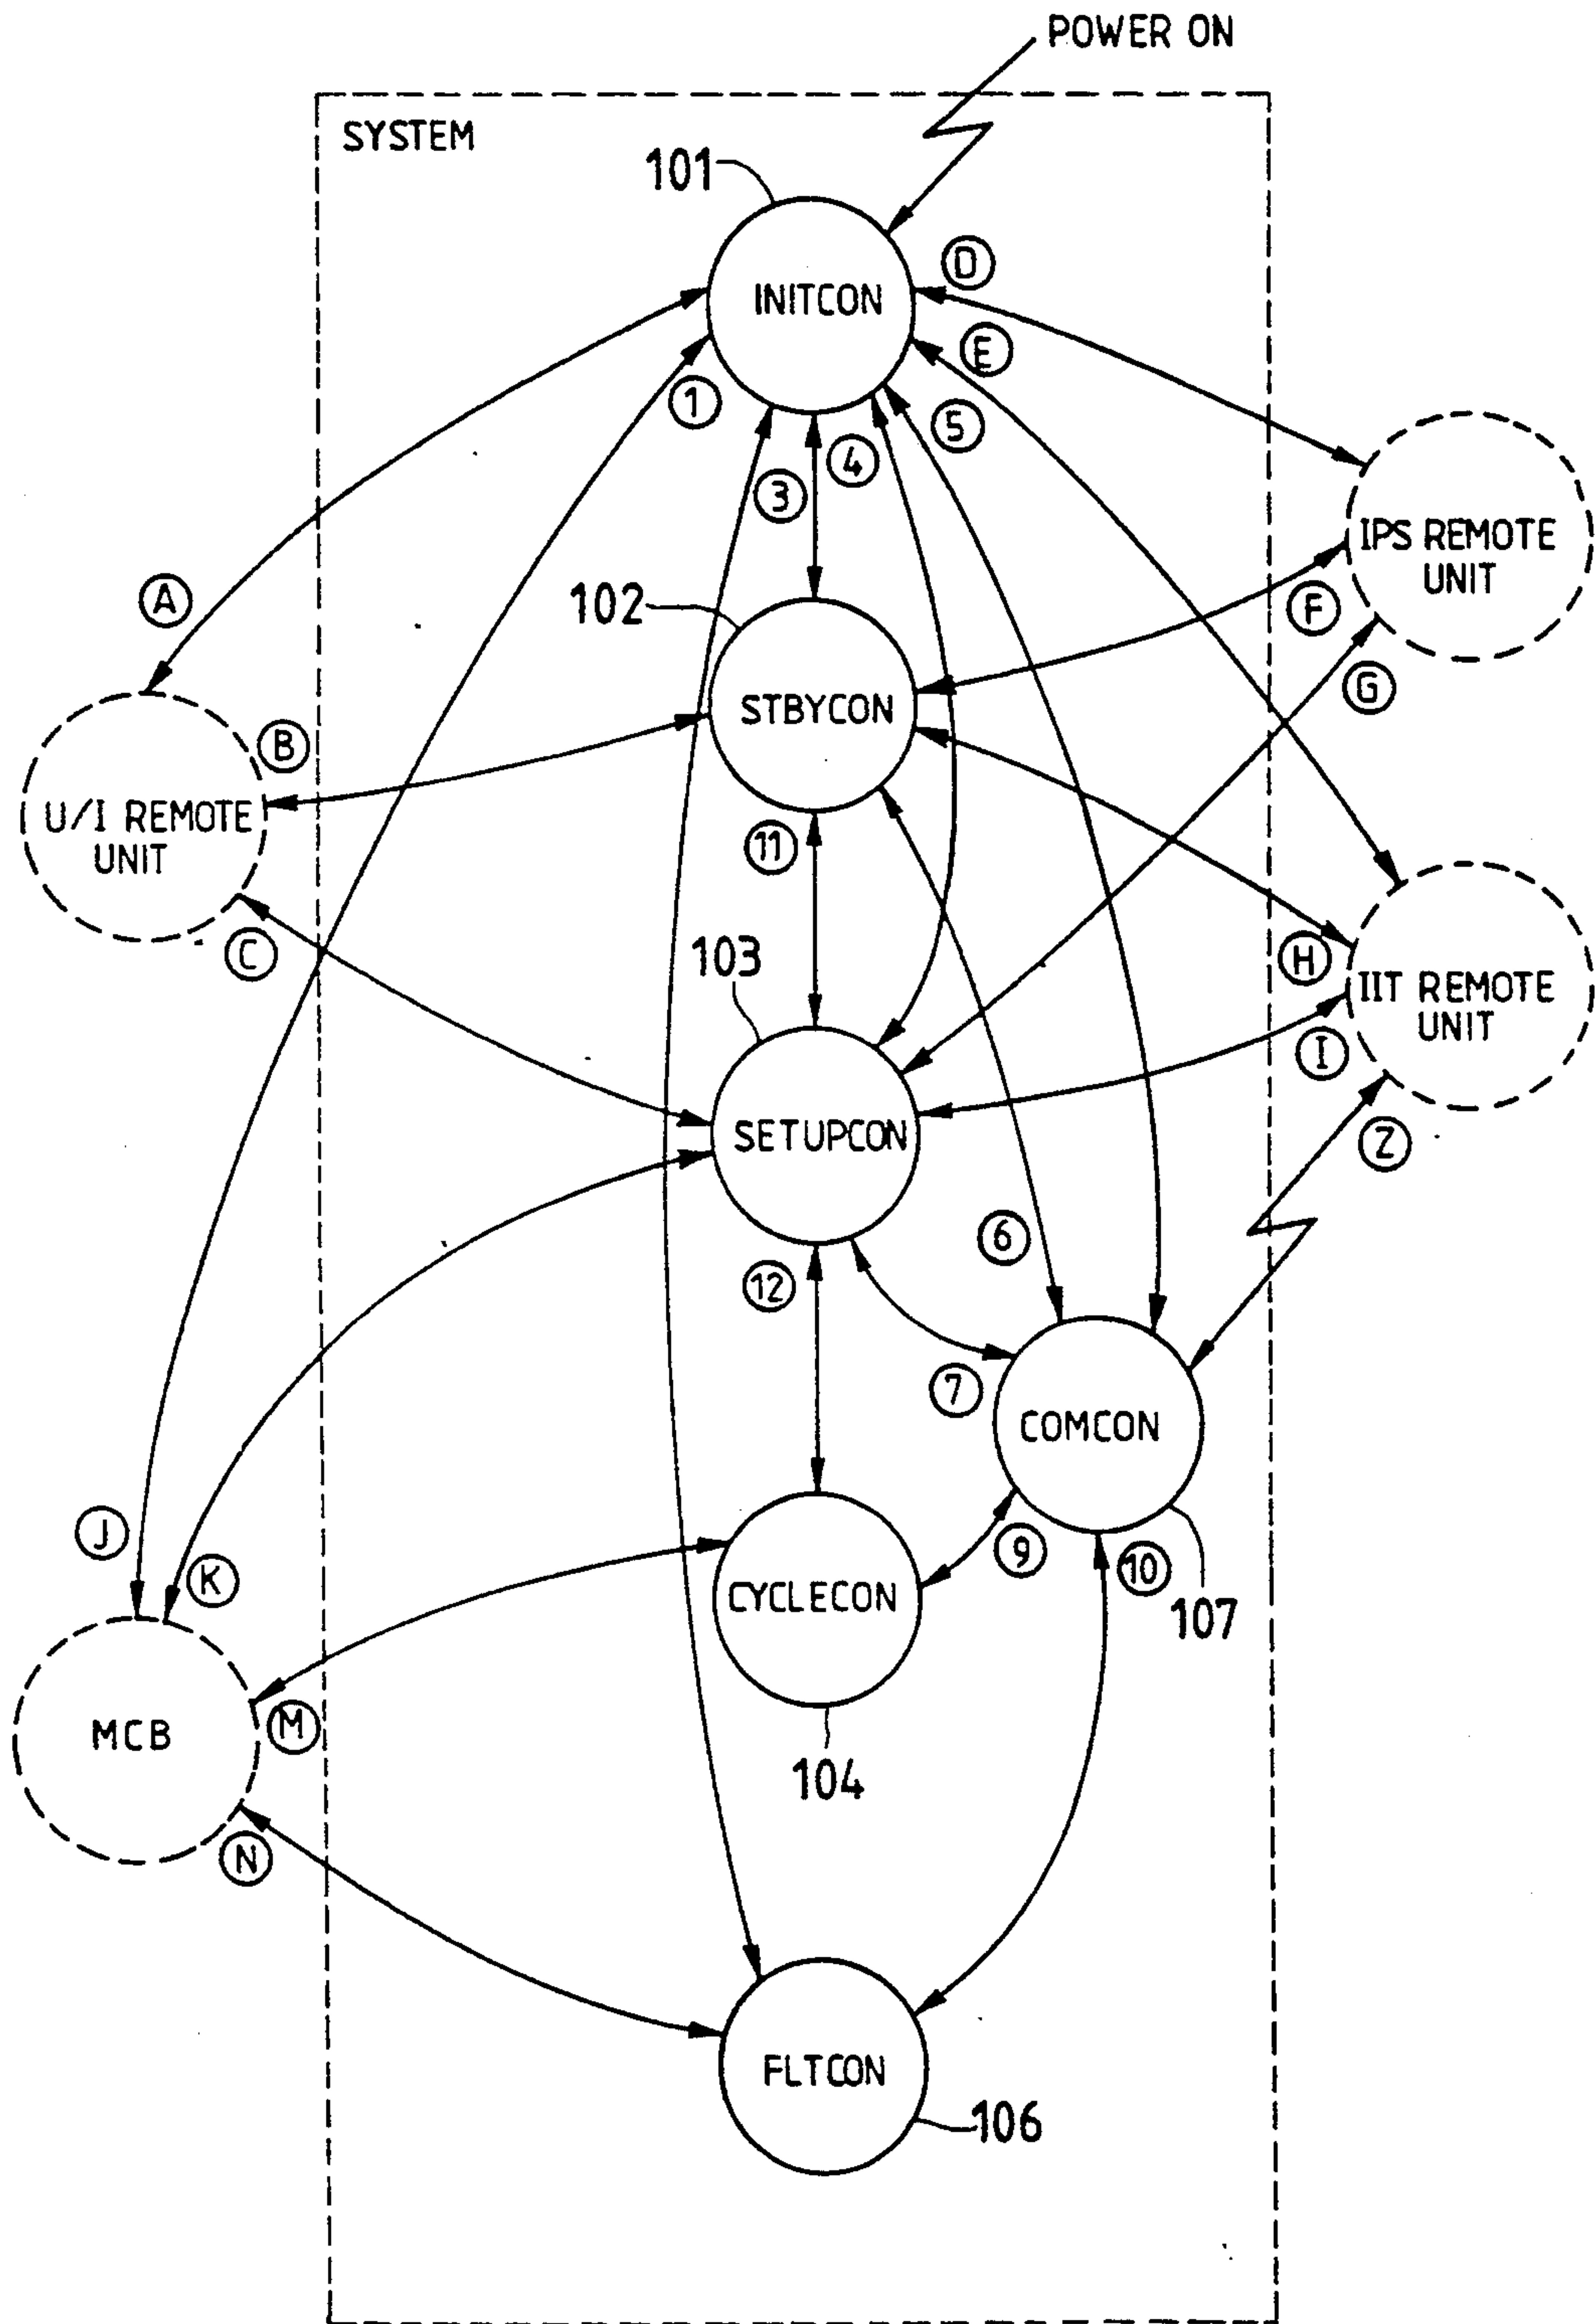 POWER ON
SYSTEM
101
INITCON
D
E
1
5
4
3
IPS REMOTE
UNIT
A
102
F
G
STBYCON
B
U/I REMOTE
UNIT
11
C
103
H
IIT REMOTE
UNIT
I
SETUPCON
Z
6
12
7
COMCON
J
K
9
10
107
CYCLECON
M
MCB
104
N
FLTCON
106